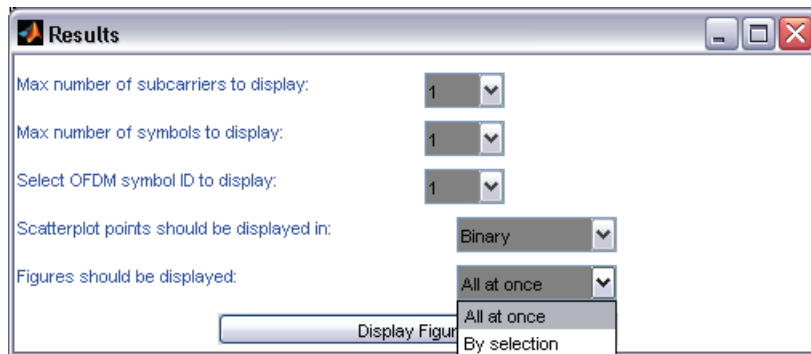 Results
Max number of subcarriers to display: 1
Max number of symbols to display: 1
Select OFDM symbol ID to display: 1
Scatterplot points should be displayed in: Binary
Figures should be displayed: All at once
All at once
Display Figur
By selection